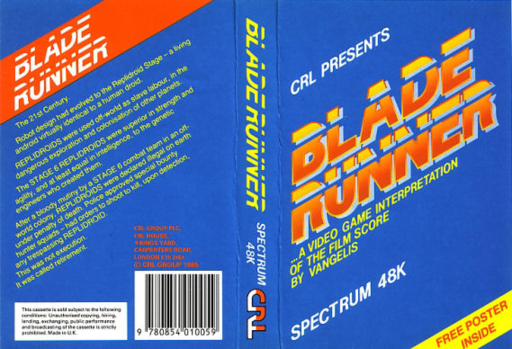 BLADE
RUNNER
The 21st Century
Robot design had evolved to the Replidroid Stage – a living
android virtually identical to a human droid.
REPLIDROIDS were used off-world as slave labour, in the
dangerous exploration and colonisation of other planets.
The STAGE 6 REPLIDROIDS were superior in strength and
agility, and at least equal in intelligence, to the genetic
engineers who created them.
After a bloody mutiny by a STAGE 6 combat team in an off-
world colony, REPLIDROIDS were declared illegal on earth
under penalty of death. Police approved special bounty
hunter squads – had orders to shoot to kill, upon detection,
any trespassing REPLIDROID.
This was not execution.
It was called retirement.
CRL GROUP PLC,
CRL HOUSE,
9 KINGS YARD,
CARPENTERS ROAD,
LONDON E15 2HD
© CRL GROUP 1985
This cassette is sold subject to the following
conditions: Unauthorised copying, hiring,
lending, exchanging, public performance
and broadcasting of the cassette is strictly
prohibited. Made in U.K.
9 780854 010059
BLADE RUNNER
SPECTRUM
48K
CRL
CRL PRESENTS
BLADE
RUNNER
...A VIDEO GAME INTERPRETATION
OF THE FILM SCORE
BY VANGELIS
SPECTRUM 48K
FREE POSTER
INSIDE